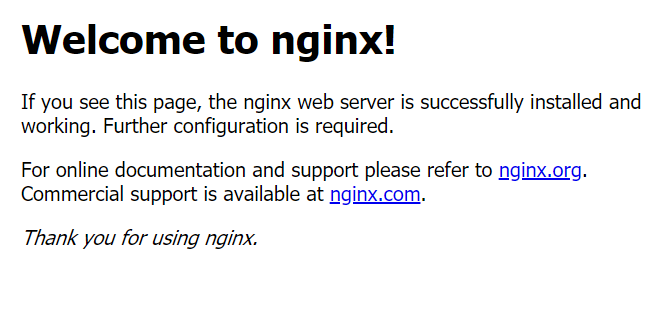 Welcome to nginx!
If you see this page, the nginx web server is successfully installed and
working. Further configuration is required.
For online documentation and support please refer to nginx.org.
Commercial support is available at nginx.com.
Thank you for using nginx.